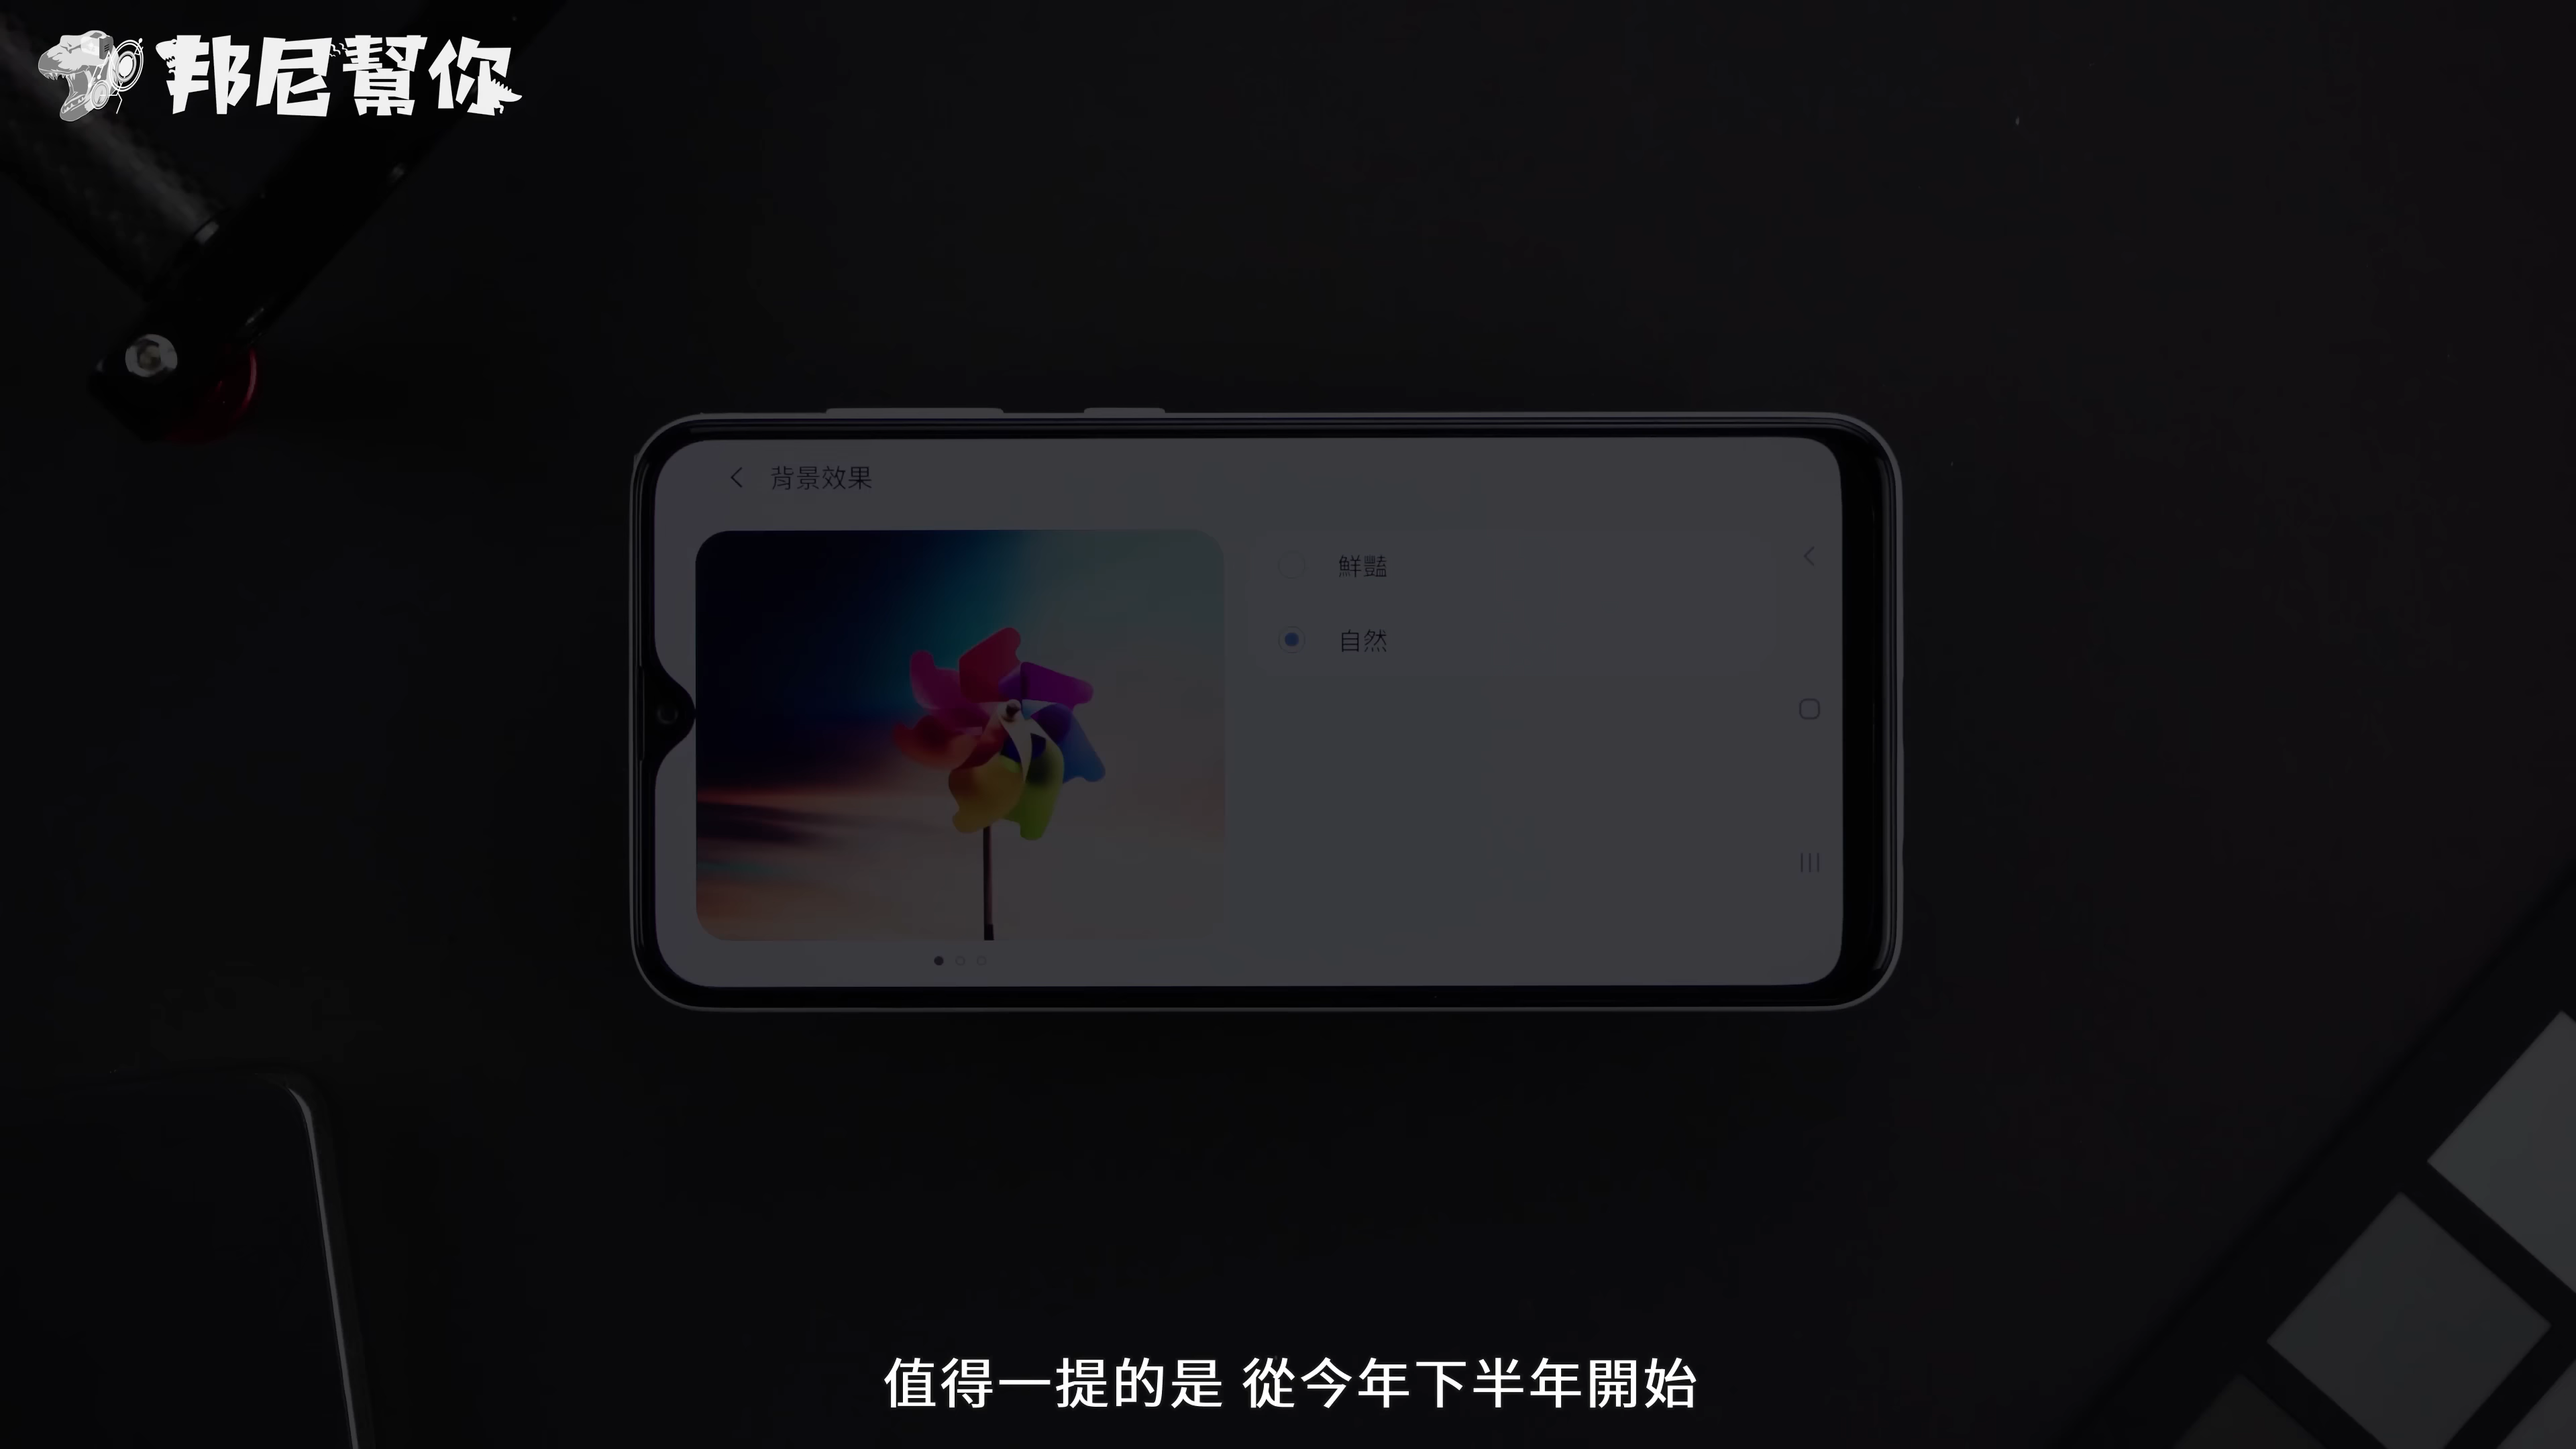 邦尼幫你
背景效果
鮮豔
自然
值得一提的是 從今年下半年開始